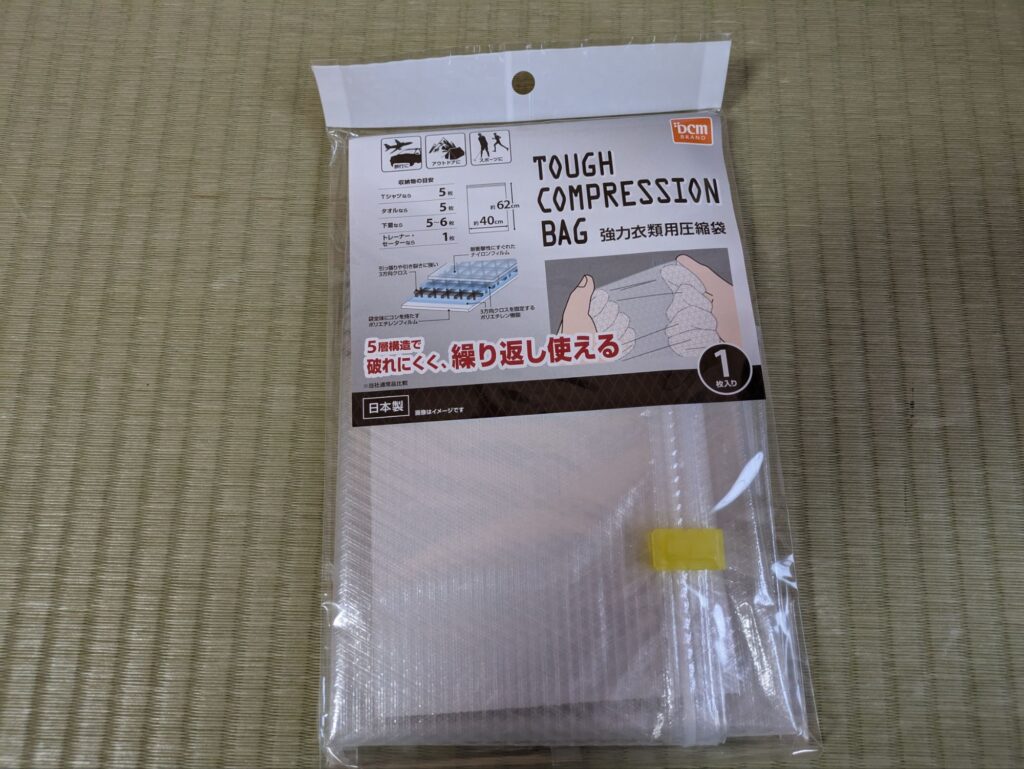 DCM
BRAND
旅行に
アウトドアに
スポーツに
TOUGH
COMPRESSION
BAG 強力衣類用圧縮袋
収納物の目安
Tシャツなら 5枚
タオルなら 5枚
下着なら 5~6枚
トレーナー・
セーターなら 1枚
約62cm
約40cm
耐衝撃性にすぐれた
ナイロンフィルム
引っ張りや引き裂きに強い
3方向クロス
3方向クロスを固定する
ポリエチレン樹脂
袋全体にコシを持たす
ポリエチレンフィルム
5層構造で
破れにくく、繰り返し使える
※当社通常品比較
1
枚入り
日本製
画像はイメージです